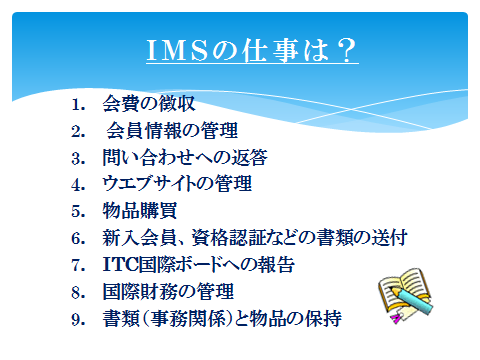 IMSの仕事は？
1. 会費の徴収
2. 会員情報の管理
3. 問い合わせへの返答
4. ウエブサイトの管理
5. 物品購買
6. 新入会員、資格認証などの書類の送付
7. ITC国際ボードへの報告
8. 国際財務の管理
9. 書類（事務関係）と物品の保持